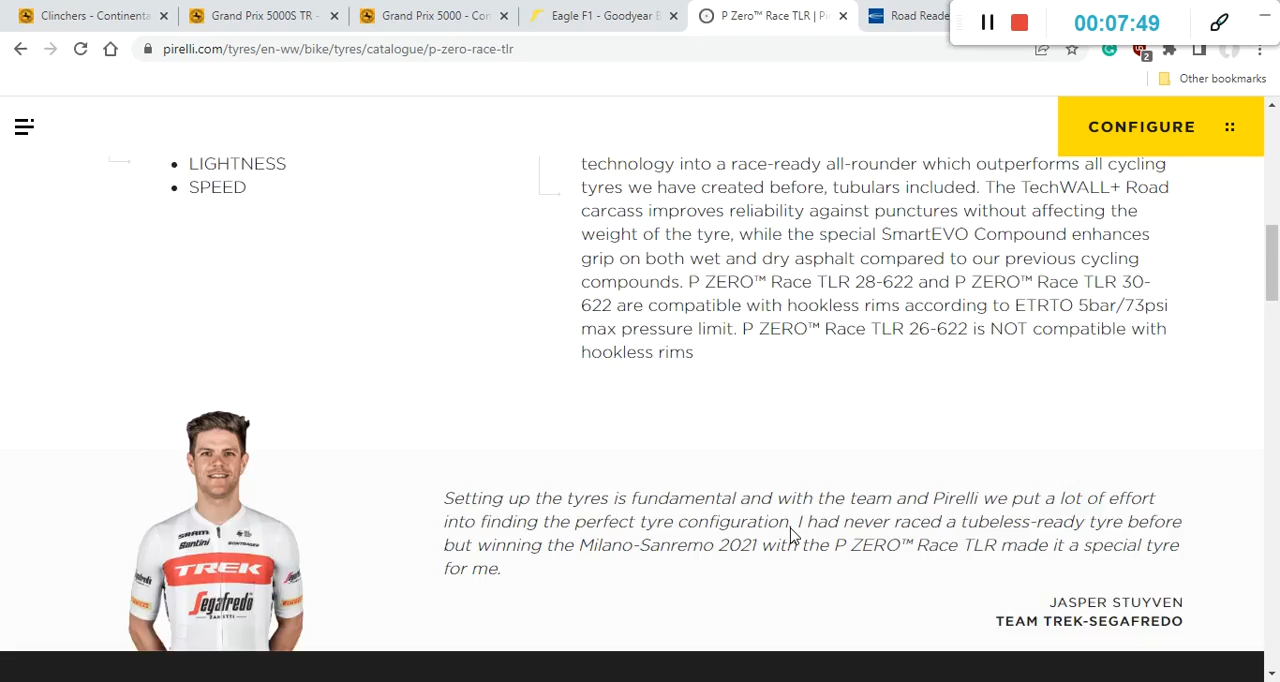 Clinchers - Continenta
Grand Prix 5000S TR -
Grand Prix 5000 - Con
Eagle F1 - Goodyear B
P Zero™ Race TLR | Pir
Road Reade
00:07:49
pirelli.com/tyres/en-ww/bike/tyres/catalogue/p-zero-race-tlr
2
Other bookmarks
CONFIGURE
• LIGHTNESS
• SPEED
technology into a race-ready all-rounder which outperforms all cycling
tyres we have created before, tubulars included. The TechWALL+ Road
carcass improves reliability against punctures without affecting the
weight of the tyre, while the special SmartEVO Compound enhances
grip on both wet and dry asphalt compared to our previous cycling
compounds. P ZERO™ Race TLR 28-622 and P ZERO™ Race TLR 30-
622 are compatible with hookless rims according to ETRTO 5bar/73psi
max pressure limit. P ZERO™ Race TLR 26-622 is NOT compatible with
hookless rims
Setting up the tyres is fundamental and with the team and Pirelli we put a lot of effort
into finding the perfect tyre configuration. I had never raced a tubeless-ready tyre before
but winning the Milano-Sanremo 2021 with the P ZERO™ Race TLR made it a special tyre
for me.
JASPER STUYVEN
TEAM TREK-SEGAFREDO
SRAM
Santini
BONTRAGER
TREK
Segafredo
ZANETTI